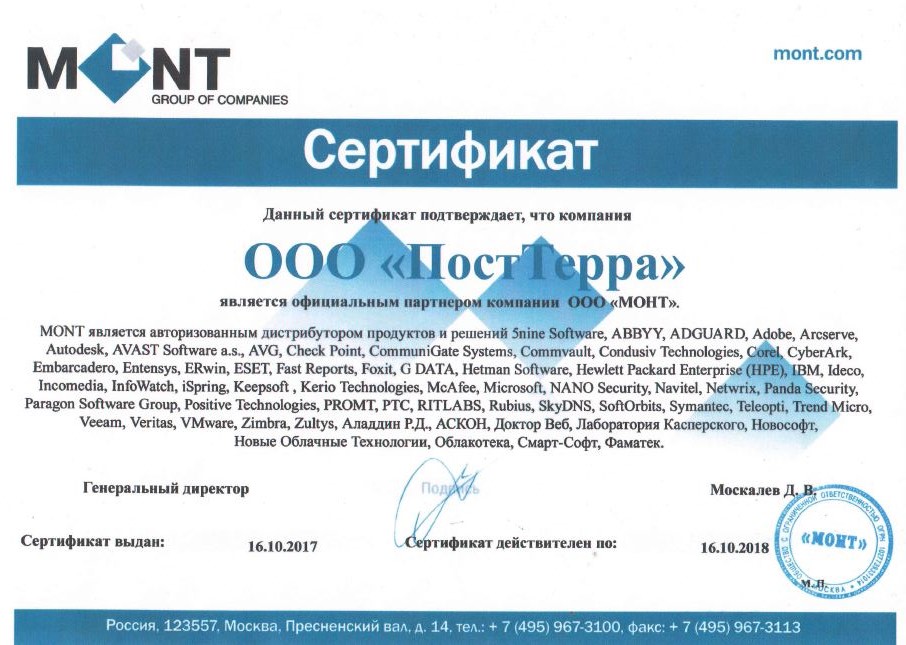 MONT
GROUP OF COMPANIES
mont.com
Сертификат
Данный сертификат подтверждает, что компания
ООО «ПостТерра»
является официальным партнером компании ООО «МОНТ».
МОNT является авторизованным дистрибутором продуктов и решений 5nine Software, ABBYY, ADGUARD, Adobe, Arcserve,
Autodesk, AVAST Software a.s., AVG, Check Point, CommuniGate Systems, Commvault, Condusiv Technologies, Corel, CyberArk,
Embarcadero, Entensys, ERwin, ESET, Fast Reports, Foxit, G DATA, Hetman Software, Hewlett Packard Enterprise (HPE), IBM, Ideco,
Incomedia, InfoWatch, iSpring, Keepsoft , Kerio Technologies, McAfee, Microsoft, NANO Security, Navitel, Netwrix, Panda Security,
Paragon Software Group, Positive Technologies, PROMT, PTC, RITLABS, Rubius, SkyDNS, SoftOrbits, Symantec, Teleopti, Trend Micro,
Veeam, Veritas, VMware, Zimbra, Zultys, Аладдин Р.Д., АСКОН, Доктор Веб, Лаборатория Касперского, Новософт,
Новые Облачные Технологии, Облакотека, Смарт-Софт, Фаматек.
Генеральный директор
Подпись
Москалев Д. В.
Сертификат выдан:
16.10.2017
Сертификат действителен по:
16.10.2018
ОБЩЕСТВО С ОГРАНИЧЕННОЙ ОТВЕТСТВЕННОСТЬЮ ОГРН
«МОНТ»
МОСКВА
М.П.
Россия, 123557, Москва, Пресненский вал, д. 14, тел.: + 7 (495) 967-3100, факс: + 7 (495) 967-3113